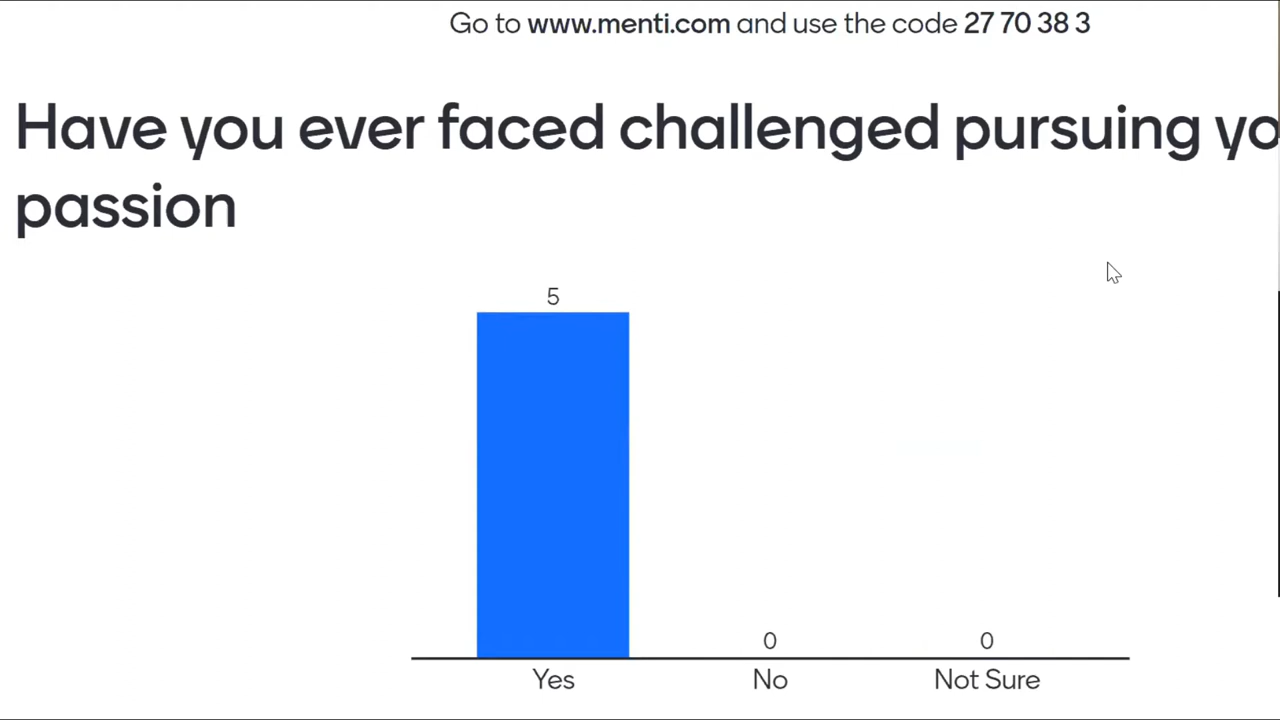 Go to www.menti.com and use the code 27 70 38 3
Have you ever faced challenged pursuing
passion
5
0
0
Yes
No
Not Sure